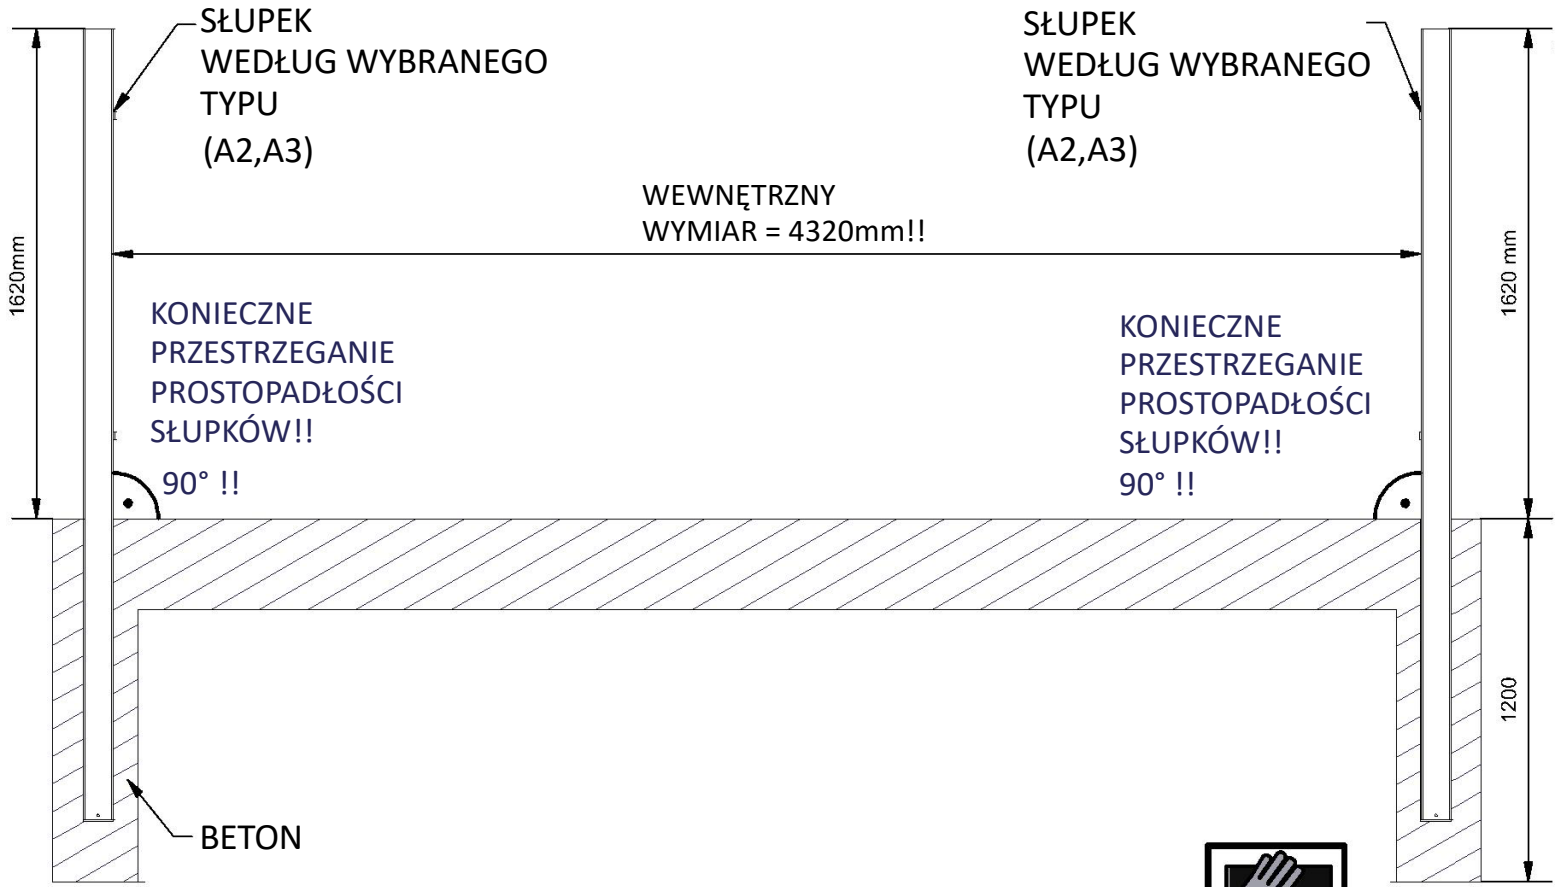 SŁUPEK
WEDŁUG WYBRANEGO
TYPU
(A2,A3)
SŁUPEK
WEDŁUG WYBRANEGO
TYPU
(A2,A3)
WEWNĘTRZNY
WYMIAR = 4320mm!!
1620mm
1620 mm
KONIECZNE
PRZESTRZEGANIE
PROSTOPADŁOŚCI
SŁUPKÓW!!
90° !!
KONIECZNE
PRZESTRZEGANIE
PROSTOPADŁOŚCI
SŁUPKÓW!!
90° !!
1200
BETON